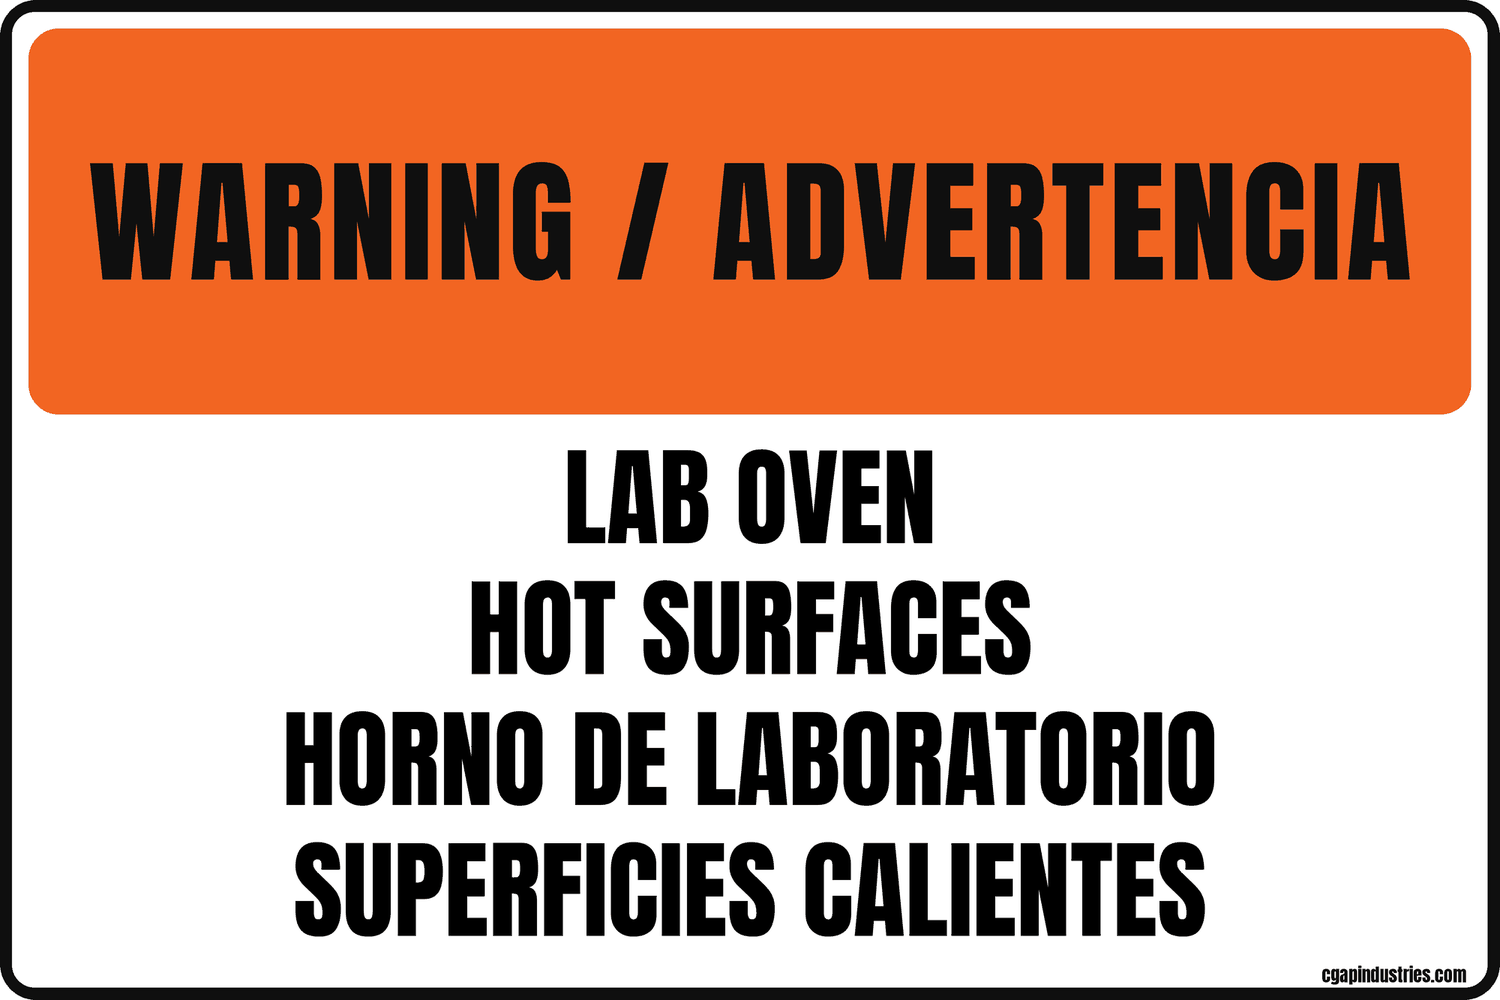 WARNING / ADVERTENCIA
LAB OVEN
HOT SURFACES
HORNO DE LABORATORIO
SUPERFICIES CALIENTES
cgapindustries.com